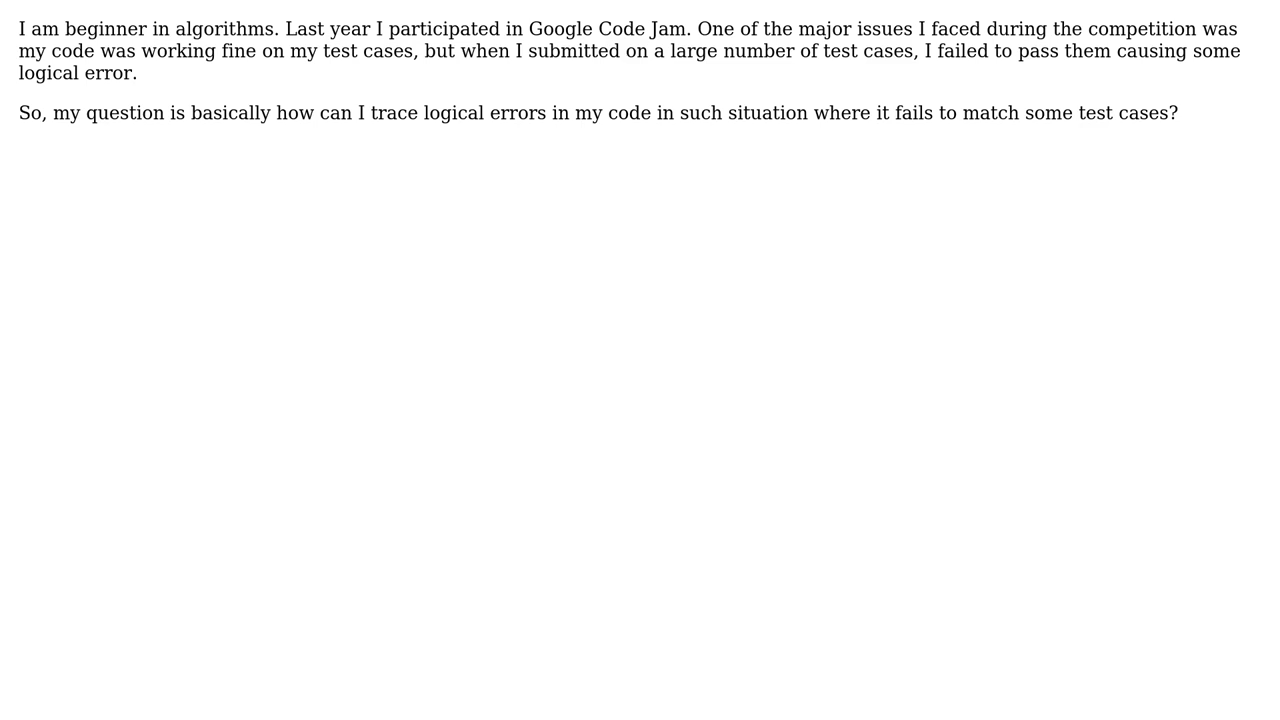 I am beginner in algorithms. Last year I participated in Google Code Jam. One of the major issues I faced during the competition was
my code was working fine on my test cases, but when I submitted on a large number of test cases, I failed to pass them causing some
logical error.
So, my question is basically how can I trace logical errors in my code in such situation where it fails to match some test cases?